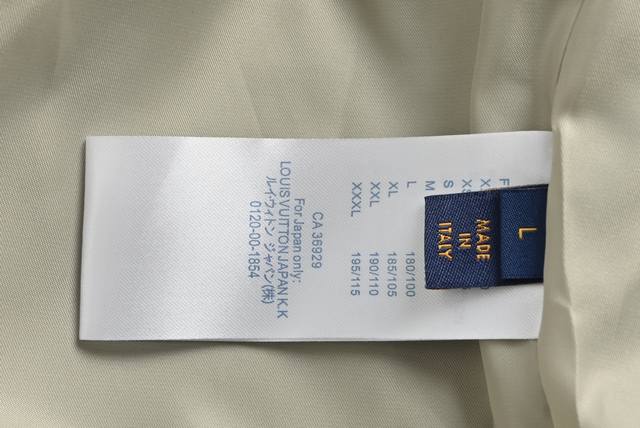 L
MADE
IN
ITALY
S
M
L 180/100
XL 185/105
XXL 190/110
XXXL 195/115
CA 36929
For Japan only:
LOUIS VUITTON JAPAN K.K
ルイ・ヴィトン ジャパン(株)
0120-00-1854